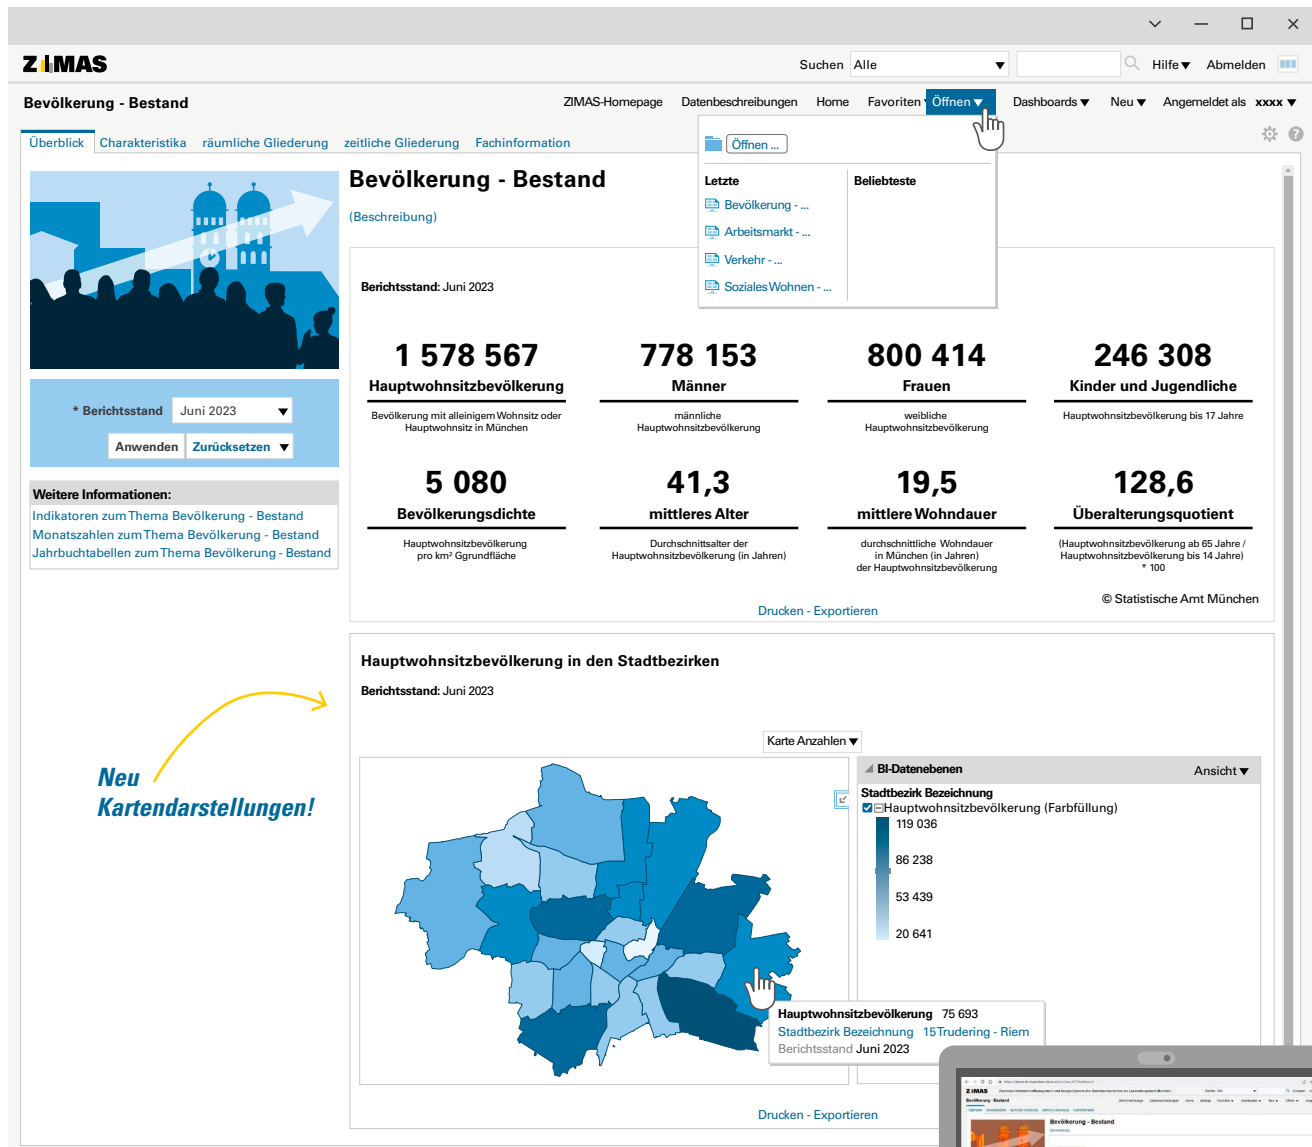 ZIMAS
Suchen Alle
Hilfe Abmelden
Bevölkerung - Bestand
ZIMAS-Homepage Datenbeschreibungen Home Favoriten Öffnen Dashboards Neu Angemeldet als xxxx
Überblick Charakteristika räumliche Gliederung zeitliche Gliederung Fachinformation
Öffnen ...
Letzte Beliebteste
Bevölkerung - ...
Arbeitsmarkt - ...
Verkehr - ...
Soziales Wohnen - ...
Bevölkerung - Bestand
(Beschreibung)
Berichtsstand: Juni 2023
* Berichtsstand Juni 2023
Anwenden Zurücksetzen
Weitere Informationen:
Indikatoren zum Thema Bevölkerung - Bestand
Monatszahlen zum Thema Bevölkerung - Bestand
Jahrbuchtabellen zum Thema Bevölkerung - Bestand
1 578 567
Hauptwohnsitzbevölkerung
Bevölkerung mit alleinigem Wohnsitz oder
Hauptwohnsitz in München
778 153
Männer
männliche
Hauptwohnsitzbevölkerung
800 414
Frauen
weibliche
Hauptwohnsitzbevölkerung
246 308
Kinder und Jugendliche
Hauptwohnsitzbevölkerung bis 17 Jahre
5 080
Bevölkerungsdichte
Hauptwohnsitzbevölkerung
pro km² Ggrundfläche
41,3
mittleres Alter
Durchschnittsalter der
Hauptwohnsitzbevölkerung (in Jahren)
19,5
mittlere Wohndauer
durchschnittliche Wohndauer
in München (in Jahren)
der Hauptwohnsitzbevölkerung
128,6
Überalterungsquotient
(Hauptwohnsitzbevölkerung ab 65 Jahre /
Hauptwohnsitzbevölkerung bis 14 Jahre)
* 100
© Statistische Amt München
Drucken - Exportieren
Hauptwohnsitzbevölkerung in den Stadtbezirken
Berichtsstand: Juni 2023
Neu
Kartendarstellungen!
Karte Anzahlen
BI-Datenebenen Ansicht
Stadtbezirk Bezeichnung
Hauptwohnsitzbevölkerung (Farbfüllung)
119 036
86 238
53 439
20 641
Hauptwohnsitzbevölkerung 75 693
Stadtbezirk Bezeichnung 15 Trudering - Riem
Berichtsstand Juni 2023
Drucken - Exportieren
ZIMAS
Bevölkerung - Bestand
Bevölkerung - Bestand